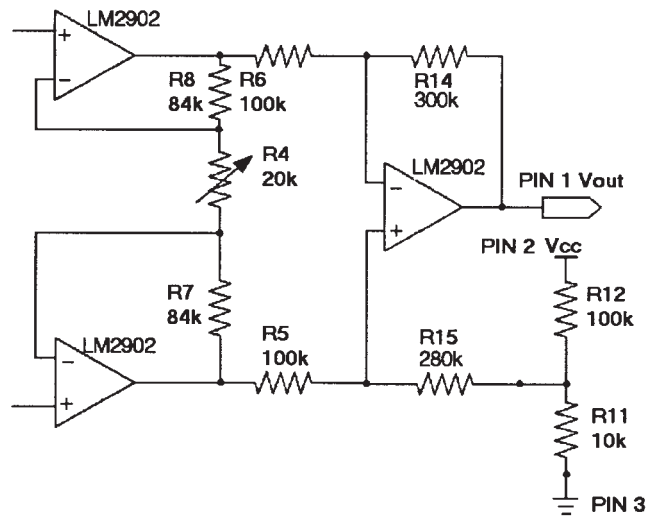 LM2902
+
−
R8
84k
R6
100k
R14
300k
R4
20k
LM2902
−
+
PIN 1 Vout
PIN 2 Vcc
R7
84k
R12
100k
LM2902
−
+
R5
100k
R15
280k
R11
10k
PIN 3